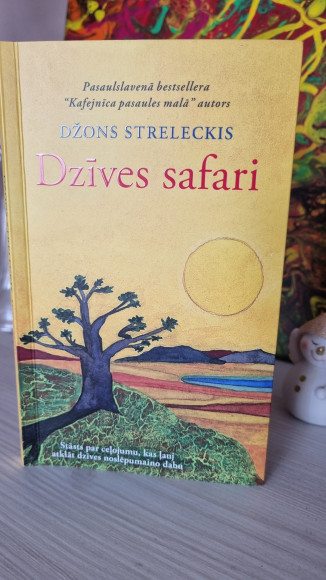 Pasaulslavenā bestsellera
“Kafejnīca pasaules malā” autors
DŽONS STRELECKIS
Dzīves safari
Stāsts par ceļojumu, kas ļauj
atklāt dzīves noslēpumaino dabu